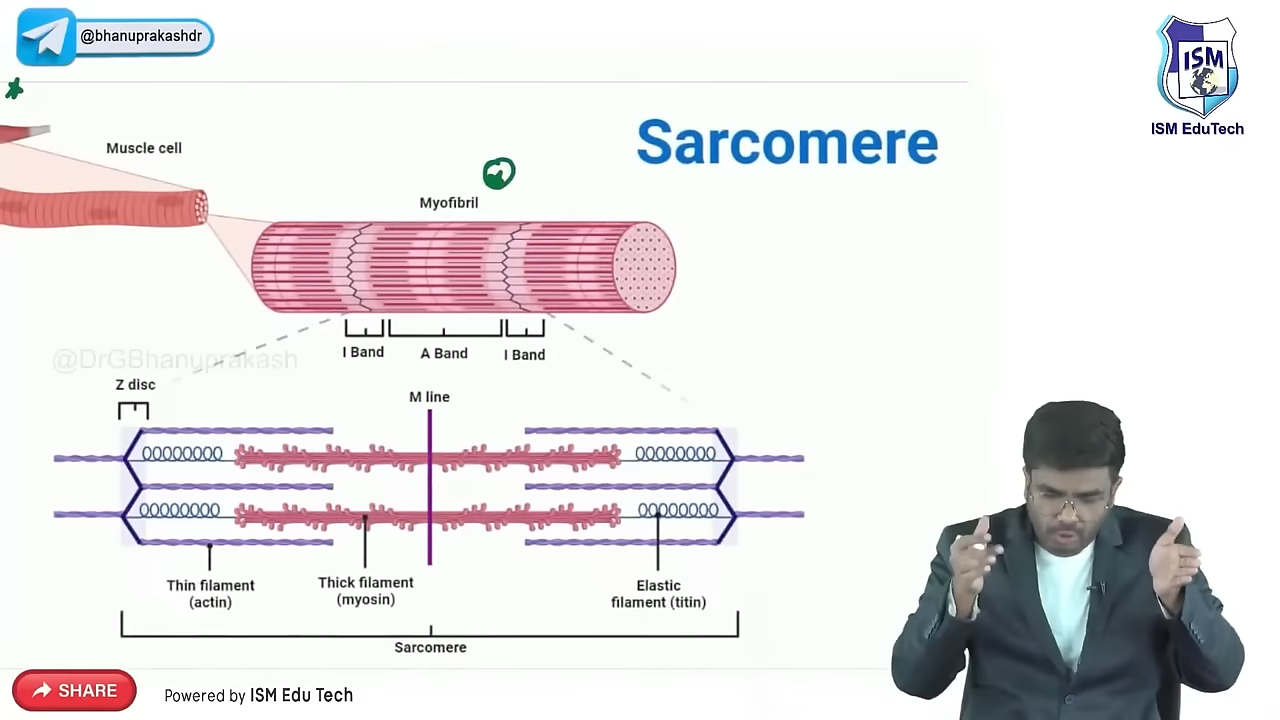 @bhanuprakashdr
ISM
ISM EduTech
Sarcomere
Muscle cell
Myofibril
I Band
A Band
I Band
@DrGBhanuprakash
Z disc
M line
Thin filament
(actin)
Thick filament
(myosin)
Elastic
filament (titin)
Sarcomere
SHARE
Powered by ISM Edu Tech